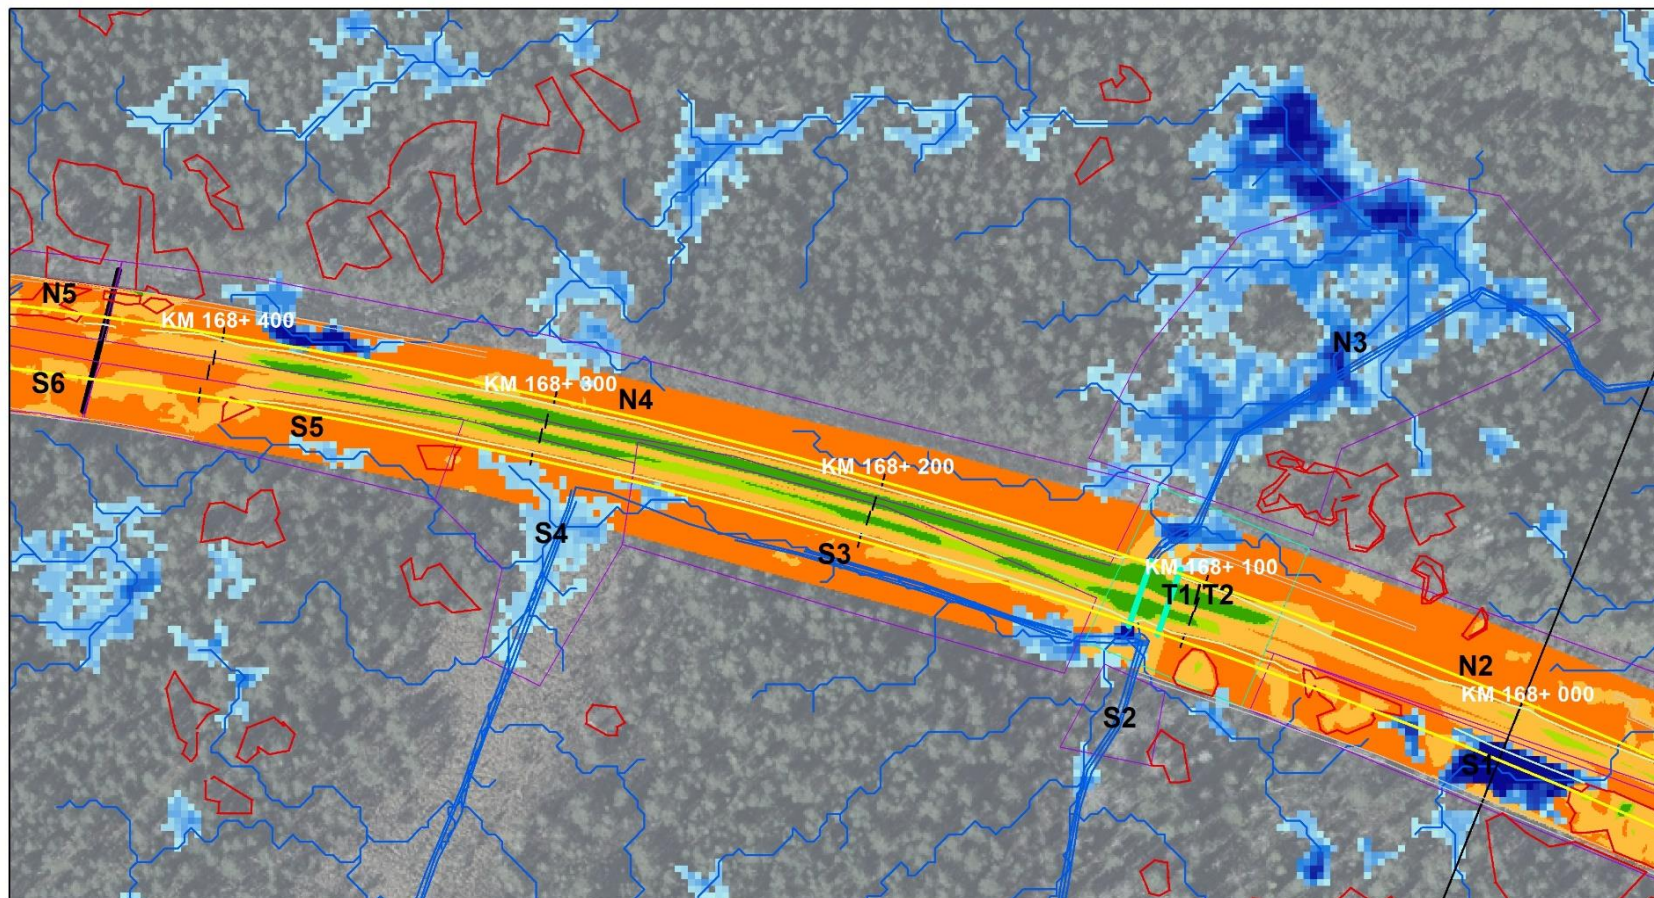 N5
KM 168+ 400
N3
S6
KM 168+ 300
N4
S5
KM 168+ 200
S4
S3
KM 168+ 100
T1/T2
N2
KM 168+ 000
S2
S1